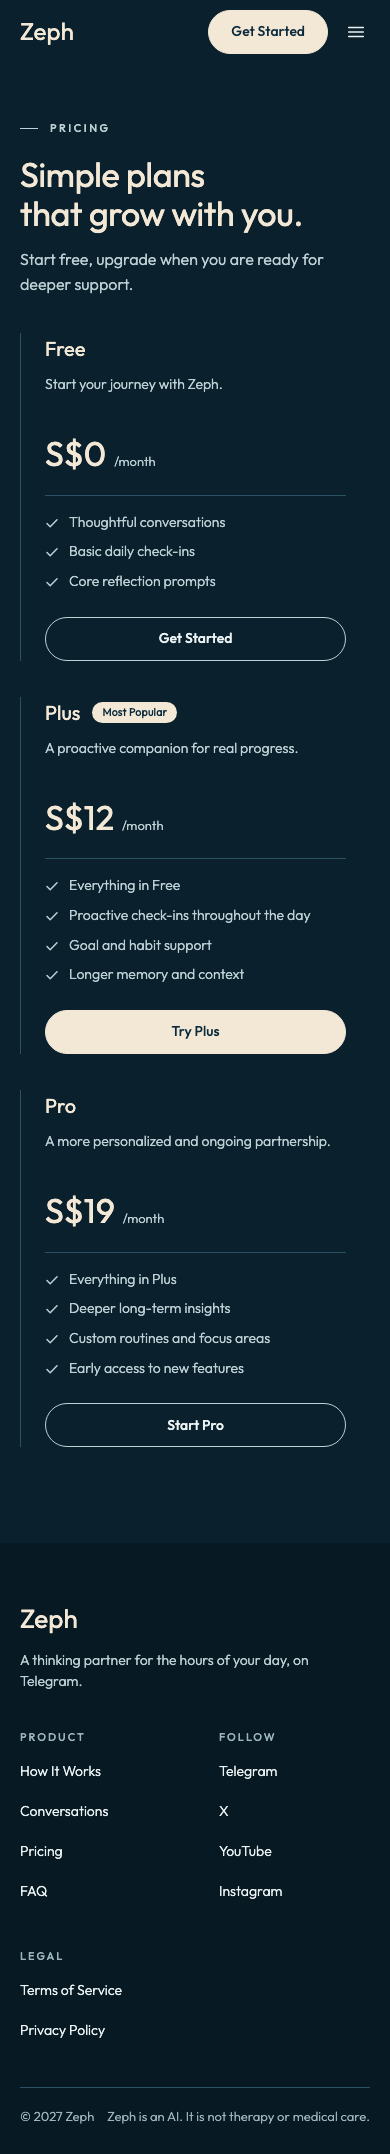 Zeph
Get Started
PRICING
Simple plans
that grow with you.
Start free, upgrade when you are ready for
deeper support.
Free
Start your journey with Zeph.
S$0 /month
Thoughtful conversations
Basic daily check-ins
Core reflection prompts
Get Started
Plus Most Popular
A proactive companion for real progress.
S$12 /month
Everything in Free
Proactive check-ins throughout the day
Goal and habit support
Longer memory and context
Try Plus
Pro
A more personalized and ongoing partnership.
S$19 /month
Everything in Plus
Deeper long-term insights
Custom routines and focus areas
Early access to new features
Start Pro
Zeph
A thinking partner for the hours of your day, on
Telegram.
PRODUCT
How It Works
Conversations
Pricing
FAQ
FOLLOW
Telegram
X
YouTube
Instagram
LEGAL
Terms of Service
Privacy Policy
© 2027 Zeph Zeph is an AI. It is not therapy or medical care.